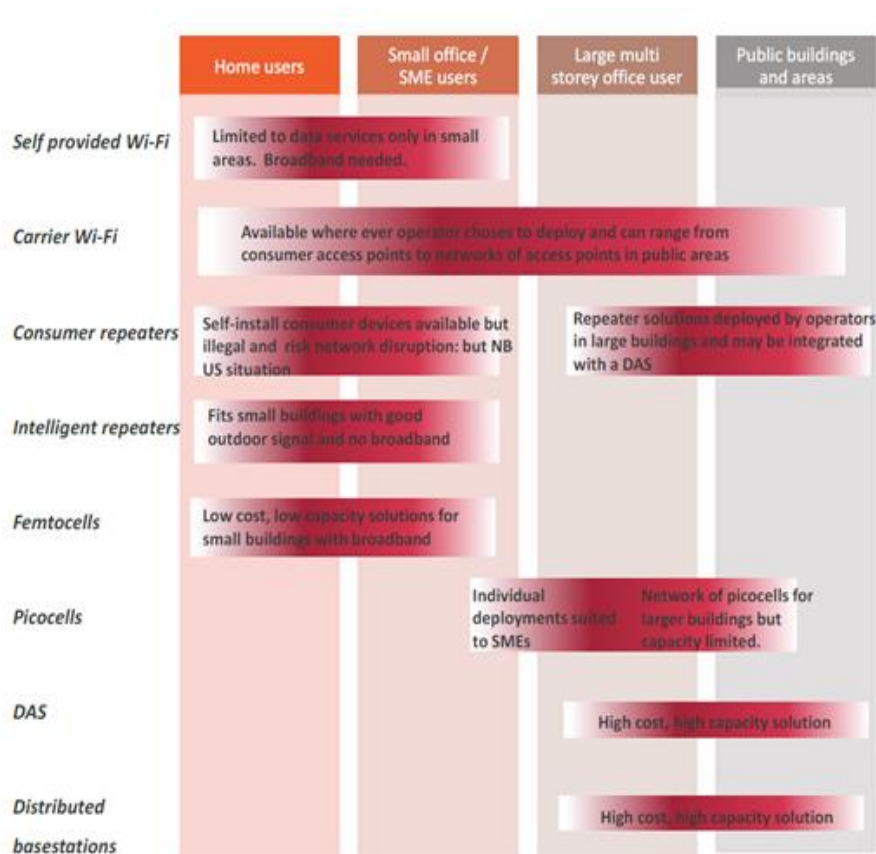 Home users
Small office /
SME users
Large multi
storey office user
Public buildings
and areas
Self provided Wi-Fi
Limited to data services only in small
areas. Broadband needed.
Carrier Wi-Fi
Available where ever operator choses to deploy and can range from
consumer access points to networks of access points in public areas
Consumer repeaters
Self-install consumer devices available but
illegal and risk network disruption: but NB
US situation
Repeater solutions deployed by operators
in large buildings and may be integrated
with a DAS
Intelligent repeaters
Fits small buildings with good
outdoor signal and no broadband
Femtocells
Low cost, low capacity solutions for
small buildings with broadband
Picocells
Individual
deployments suited
to SMEs
Network of picocells for
larger buildings but
capacity limited.
DAS
High cost, high capacity solution
Distributed
basestations
High cost, high capacity solution